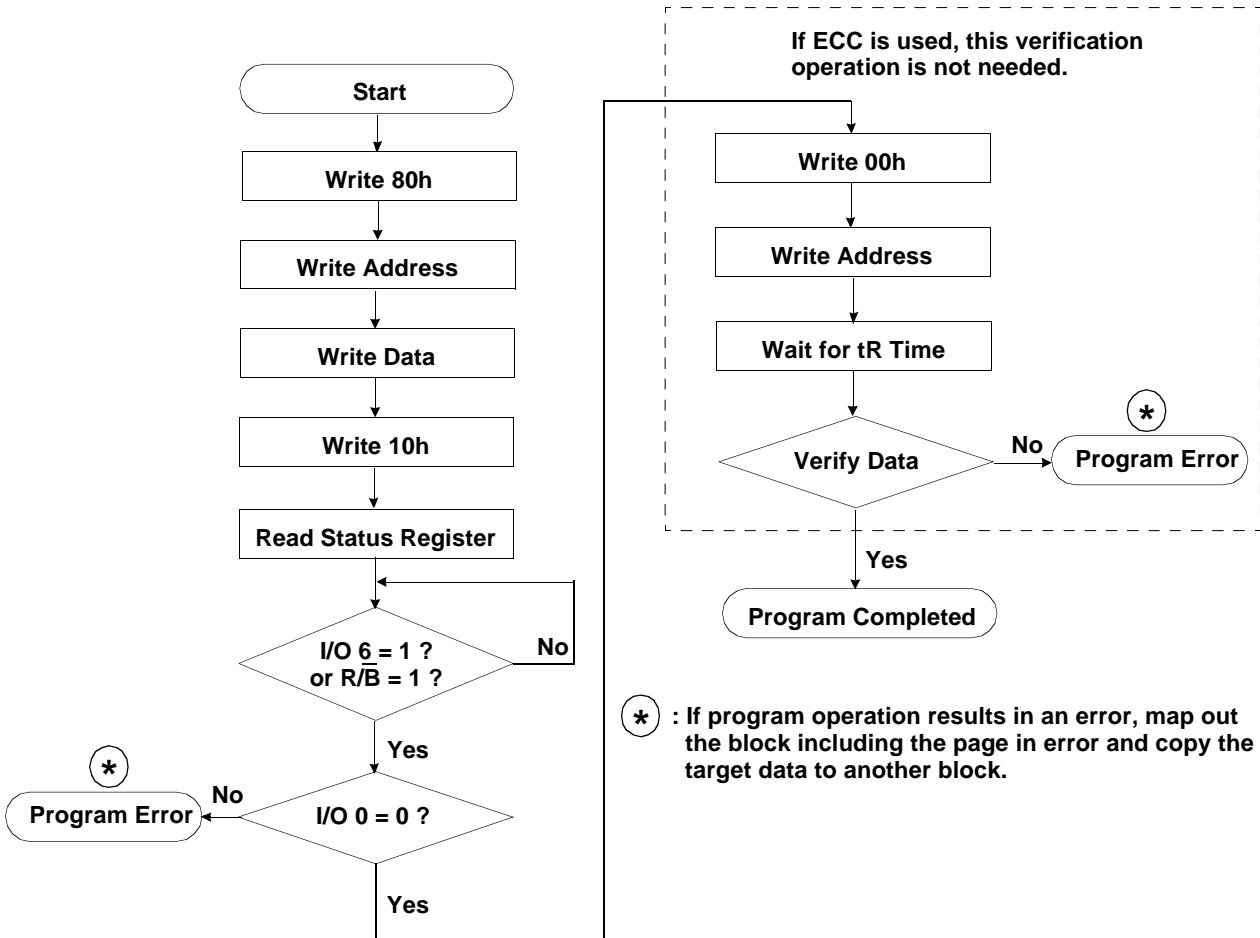 Start
Write 80h
Write Address
Write Data
Write 10h
Read Status Register
I/O 6 = 1 ?
or R/B̅ = 1 ?
No
Yes
*
No
Program Error
I/O 0 = 0 ?
Yes
If ECC is used, this verification
operation is not needed.
Write 00h
Write Address
Wait for tR Time
*
Verify Data
No
Program Error
Yes
Program Completed
* : If program operation results in an error, map out
the block including the page in error and copy the
target data to another block.